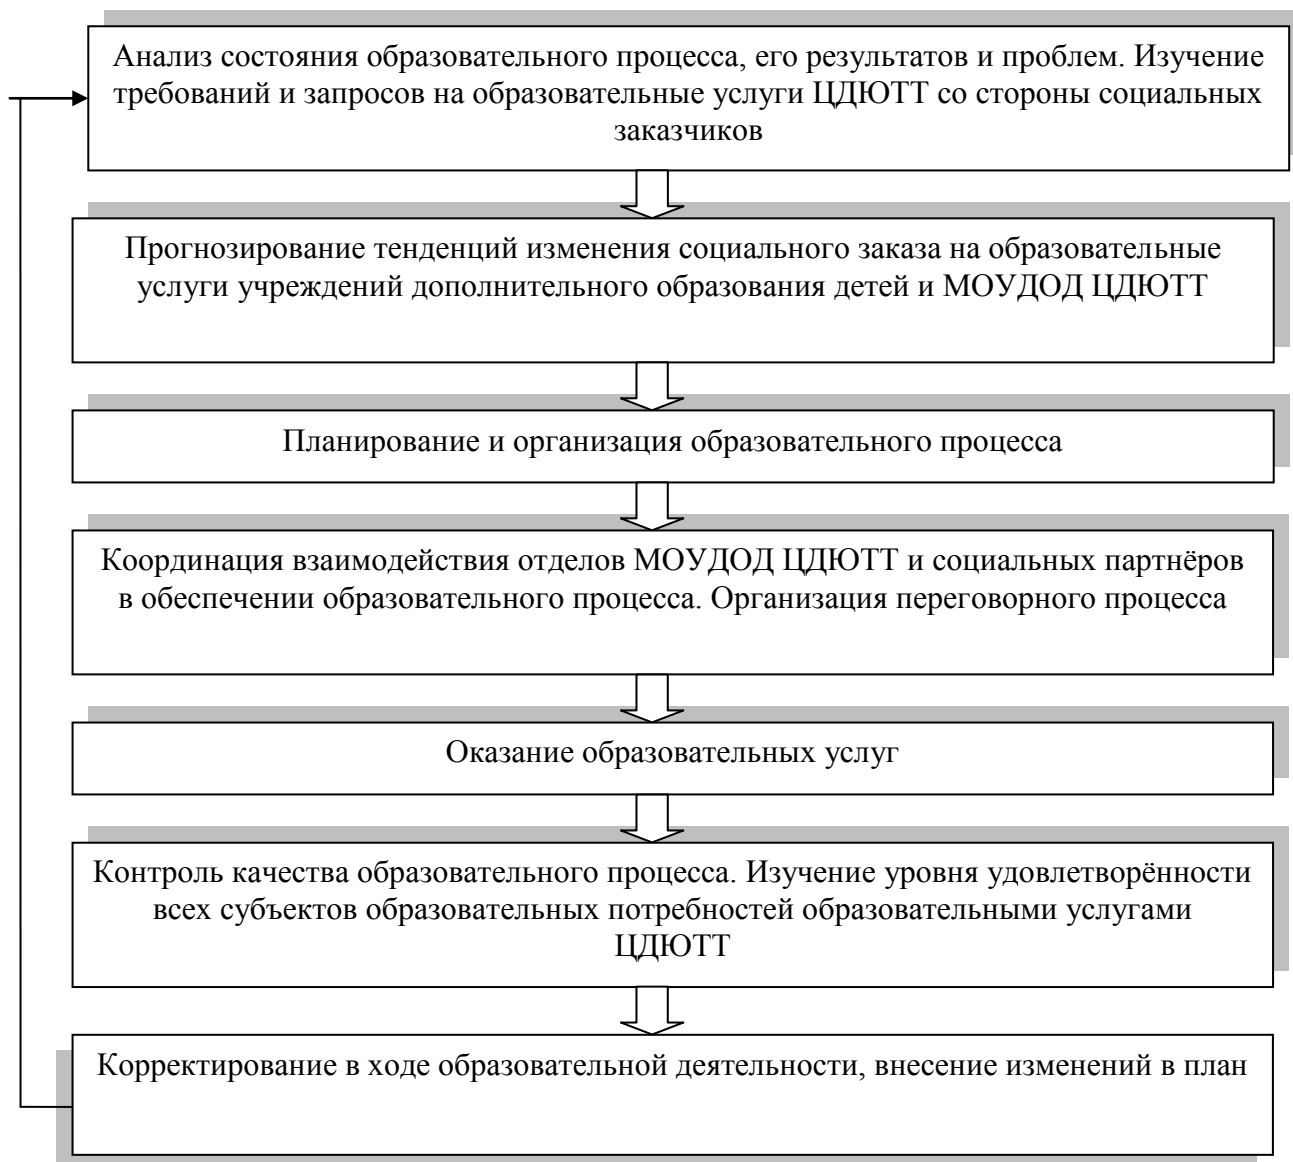 Анализ состояния образовательного процесса, его результатов и проблем. Изучение
требований и запросов на образовательные услуги ЦДЮТТ со стороны социальных
заказчиков
Прогнозирование тенденций изменения социального заказа на образовательные
услуги учреждений дополнительного образования детей и МОУДОД ЦДЮТТ
Планирование и организация образовательного процесса
Координация взаимодействия отделов МОУДОД ЦДЮТТ и социальных партнёров
в обеспечении образовательного процесса. Организация переговорного процесса
Оказание образовательных услуг
Контроль качества образовательного процесса. Изучение уровня удовлетворённости
всех субъектов образовательных потребностей образовательными услугами
ЦДЮТТ
Корректирование в ходе образовательной деятельности, внесение изменений в план